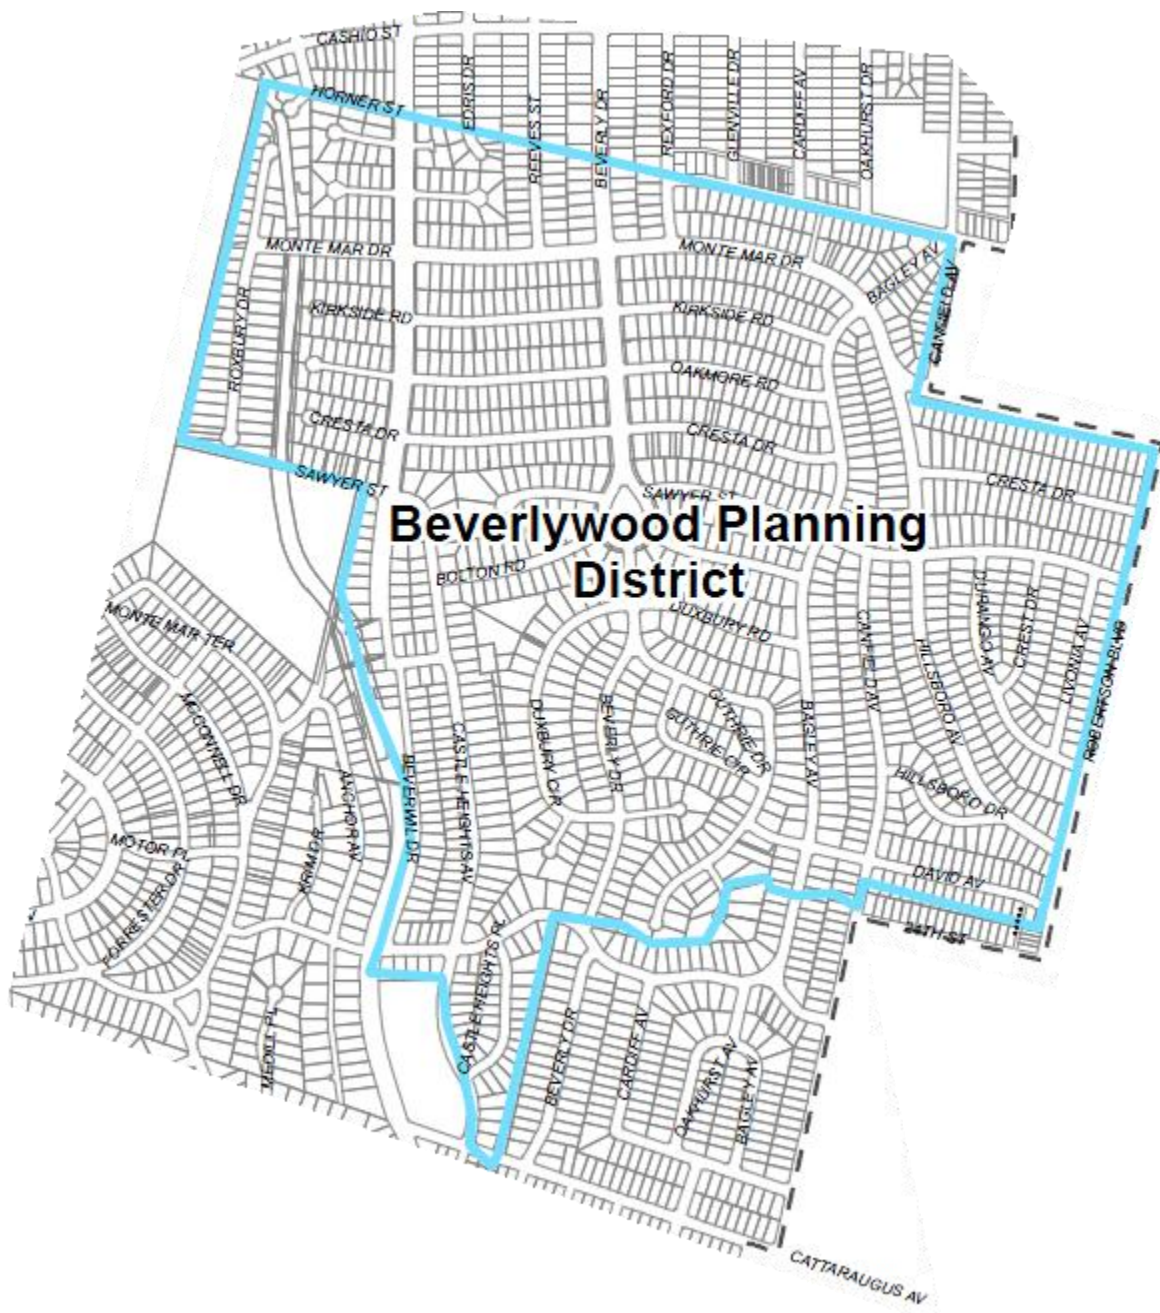 CASHIO ST
HORNER ST
EDRIS DR
REEVES ST
BEVERLY DR
REXFORD DR
GLENVILLE DR
CARDIFF AV
OAKHURST DR
MONTE MAR DR
MONTE MAR DR
BAGLEY AV
CANFIELD AV
ROXBURY DR
KIRKSIDE RD
KIRKSIDE RD
OAKMORE RD
CRESTA DR
CRESTA DR
CRESTA DR
SAWYER ST
SAWYER ST
Beverlywood Planning
District
BOLTON RD
DUXBURY RD
MONTE MAR TER
MCCONNELL DR
DURANGO AV
CREST DR
LIVONIA AV
ROBERTSON BLVD
CANFIELD AV
HILLSBORO AV
DUXBURY CIR
BEVERLY DR
GUTHRIE DR
GUTHRIE CIR
BAGLEY AV
CASTLE HEIGHTS AV
BEVERWIL DR
ANCHOR AV
KRIM DR
MOTOR PL
FORRESTER DR
HILLSBORO DR
DAVID AV
24TH ST
CASTLE HEIGHTS PL
MEDILL PL
BEVERLY DR
CARDIFF AV
OAKHURST AV
BAGLEY AV
CATTARAUGUS AV